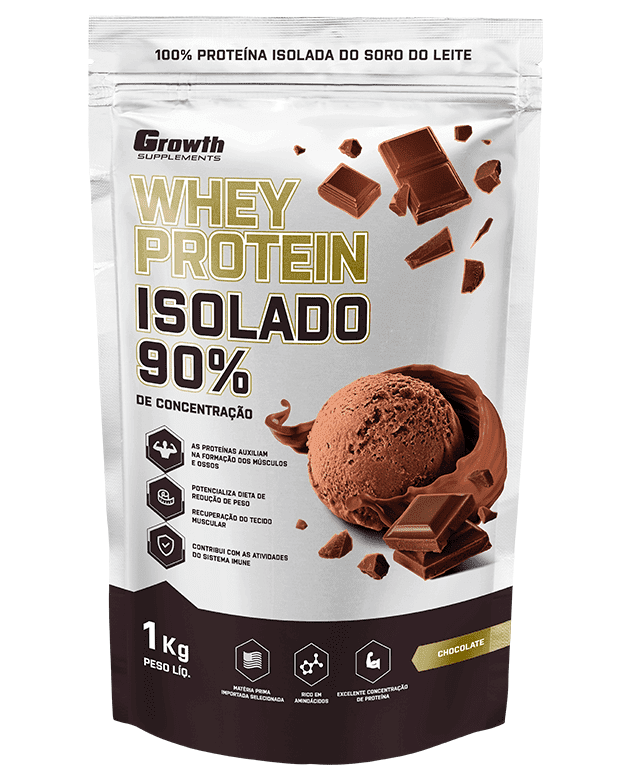 100% PROTEÍNA ISOLADA DO SORO DO LEITE
Growth
SUPPLEMENTS
WHEY
PROTEIN
ISOLADO
90%
DE CONCENTRAÇÃO
AS PROTEÍNAS AUXILIAM
NA FORMAÇÃO DOS MÚSCULOS
E OSSOS
POTENCIALIZA DIETA DE
REDUÇÃO DE PESO
RECUPERAÇÃO DO TECIDO
MUSCULAR
CONTRIBUI COM AS ATIVIDADES
DO SISTEMA IMUNE
1 Kg
PESO LÍQ.
MATÉRIA PRIMA
IMPORTADA SELECIONADA
RICO EM
AMINOÁCIDOS
EXCELENTE CONCENTRAÇÃO
DE PROTEÍNA
CHOCOLATE